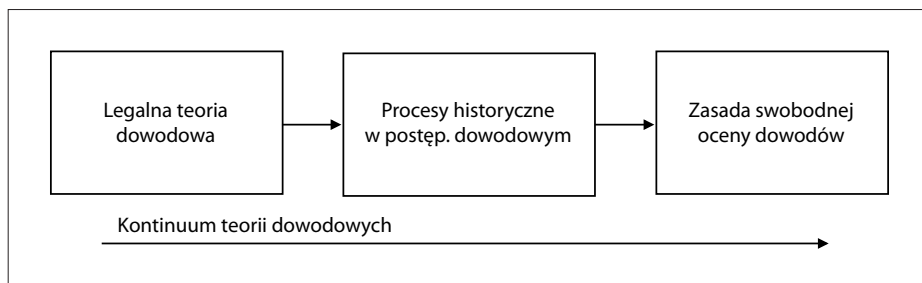 Legalna teoria
dowodowa
Procesy historyczne
w postęp. dowodowym
Zasada swobodnej
oceny dowodów
Kontinuum teorii dowodowych